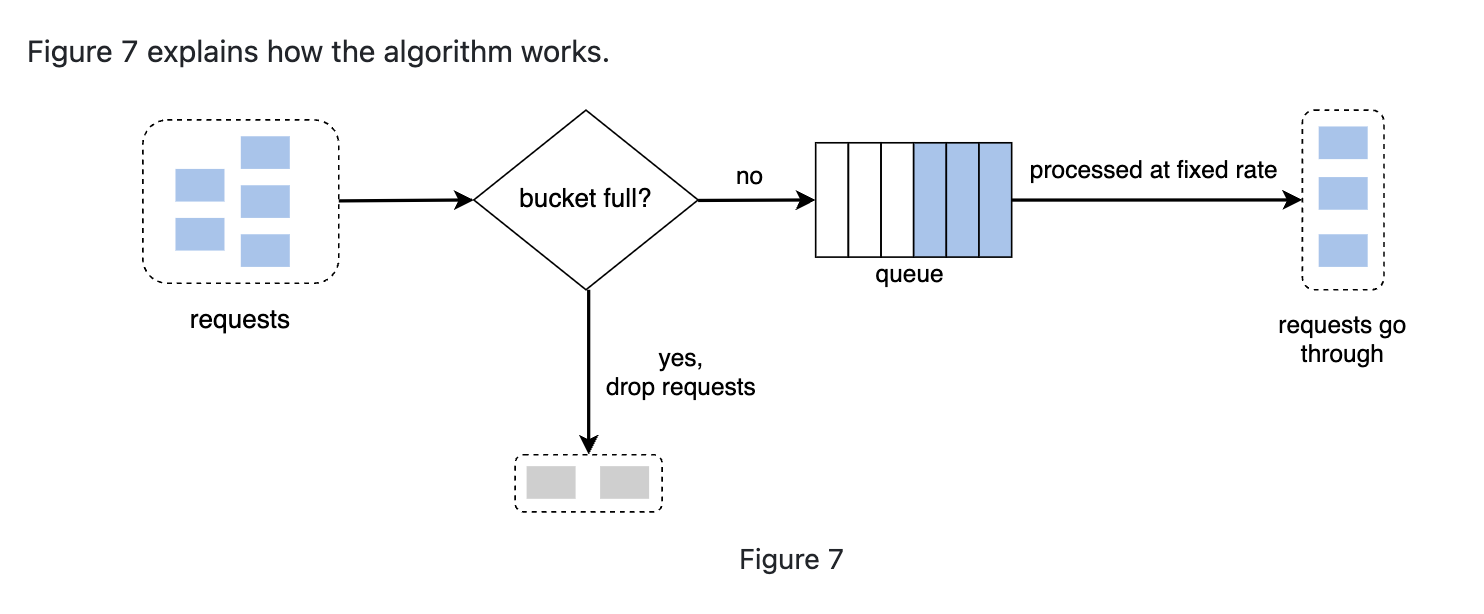 Figure 7 explains how the algorithm works.
bucket full?
no
processed at fixed rate
queue
requests
requests go
through
yes,
drop requests
Figure 7